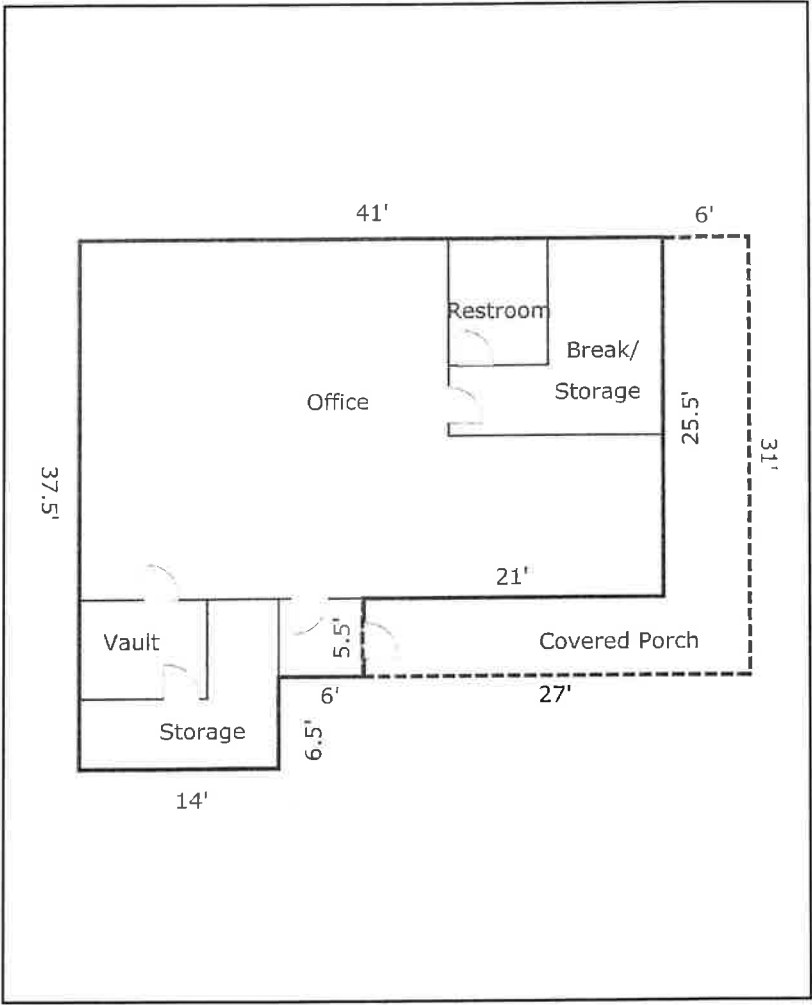 41'
6'
Restroom
Break/
Storage
Office
25.5'
31'
37.5'
21'
Vault
5.5'
Covered Porch
6'
27'
Storage
6.5'
14'